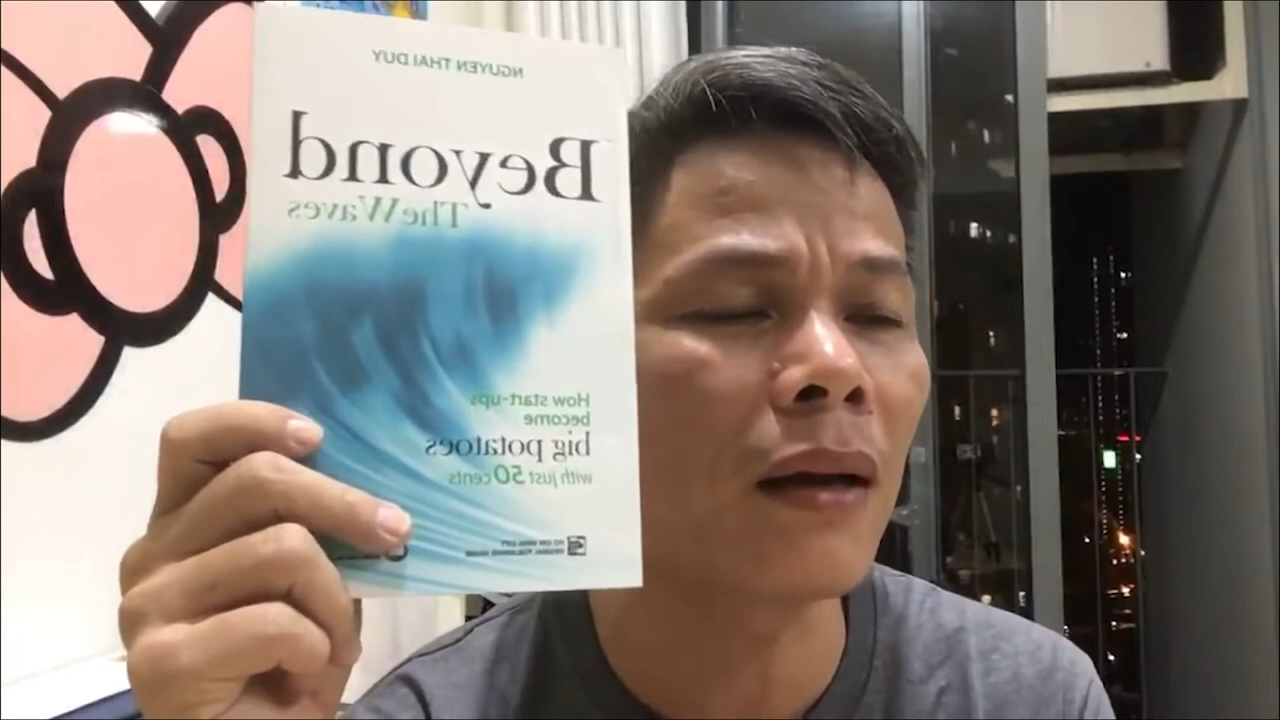 NGUYEN THAI DUY
Beyond
The Waves
How start-ups
become
big potatoes
with just 50 cents